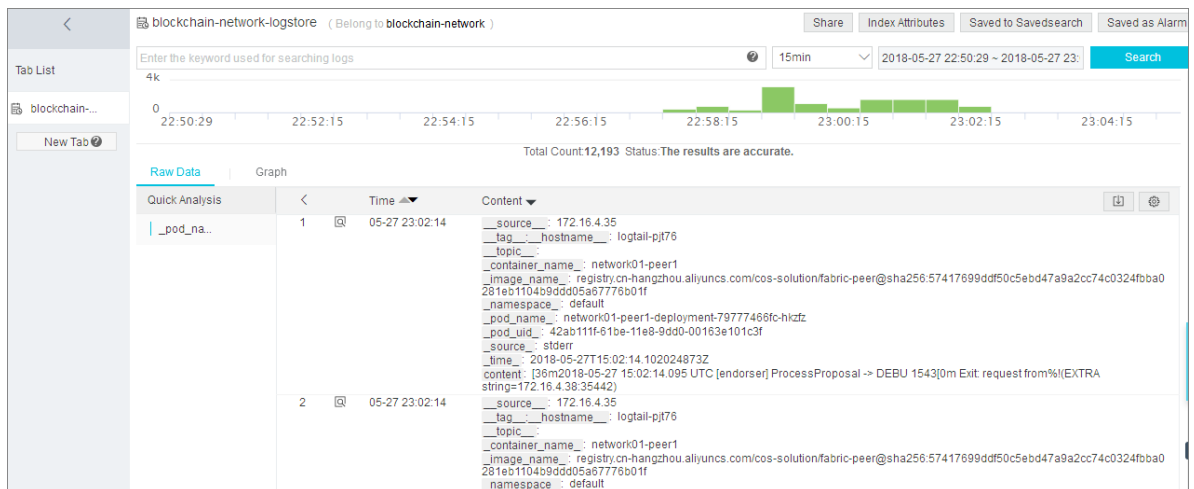 blockchain-network-logstore ( Belong to blockchain-network ) Share Index Attributes Saved to Savedsearch Saved as Alarm
Enter the keyword used for searching logs 15min 2018-05-27 22:50:29 ~ 2018-05-27 23: Search
Tab List
4k
blockchain-...
0
22:50:29 22:52:15 22:54:15 22:56:15 22:58:15 23:00:15 23:02:15 23:04:15
New Tab
Total Count:12,193 Status:The results are accurate.
Raw Data Graph
Quick Analysis Time Content
_pod_na...
1 05-27 23:02:14 __source__: 172.16.4.35
__tag__:__hostname__: logtail-pjt76
__topic__:
_container_name_: network01-peer1
_image_name_: registry.cn-hangzhou.aliyuncs.com/cos-solution/fabric-peer@sha256:57417699ddf50c5ebd47a9a2cc74c0324fbba0
281eb1104b9ddd05a67776b01f
_namespace_: default
_pod_name_: network01-peer1-deployment-79777466fc-hkzfz
_pod_uid_: 42ab111f-61be-11e8-9dd0-00163e101c3f
_source_: stderr
_time_: 2018-05-27T15:02:14.102024873Z
content: [36m2018-05-27 15:02:14.095 UTC [endorser] ProcessProposal -> DEBU 1543[0m Exit: request from%!(EXTRA
string=172.16.4.38:35442)
2 05-27 23:02:14 __source__: 172.16.4.35
__tag__:__hostname__: logtail-pjt76
__topic__:
_container_name_: network01-peer1
_image_name_: registry.cn-hangzhou.aliyuncs.com/cos-solution/fabric-peer@sha256:57417699ddf50c5ebd47a9a2cc74c0324fbba0
281eb1104b9ddd05a67776b01f
_namespace_: default